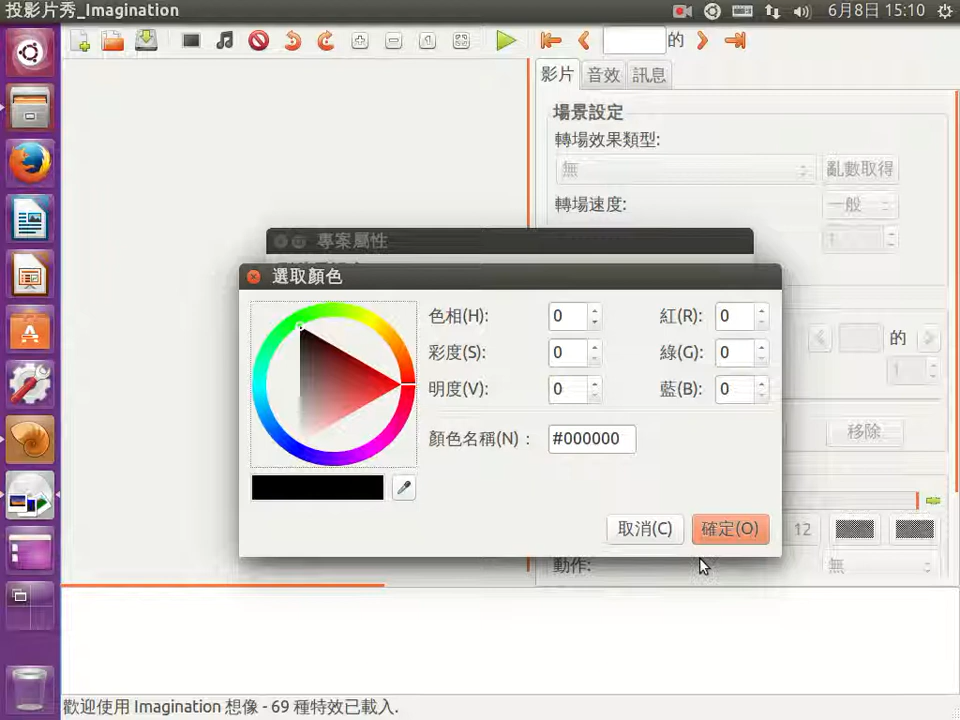 投影片秀_Imagination
6月8日 15:10
的
影片 音效 訊息
場景設定
轉場效果類型:
無 亂數取得
轉場速度:
一般
1
專案屬性
選取顏色
色相(H): 0 紅(R): 0
彩度(S): 0 綠(G): 0
明度(V): 0 藍(B): 0
顏色名稱(N)： #000000
取消(C) 確定(O)
的
1
移除
12
動作: 無
歡迎使用 Imagination 想像 - 69 種特效已載入.